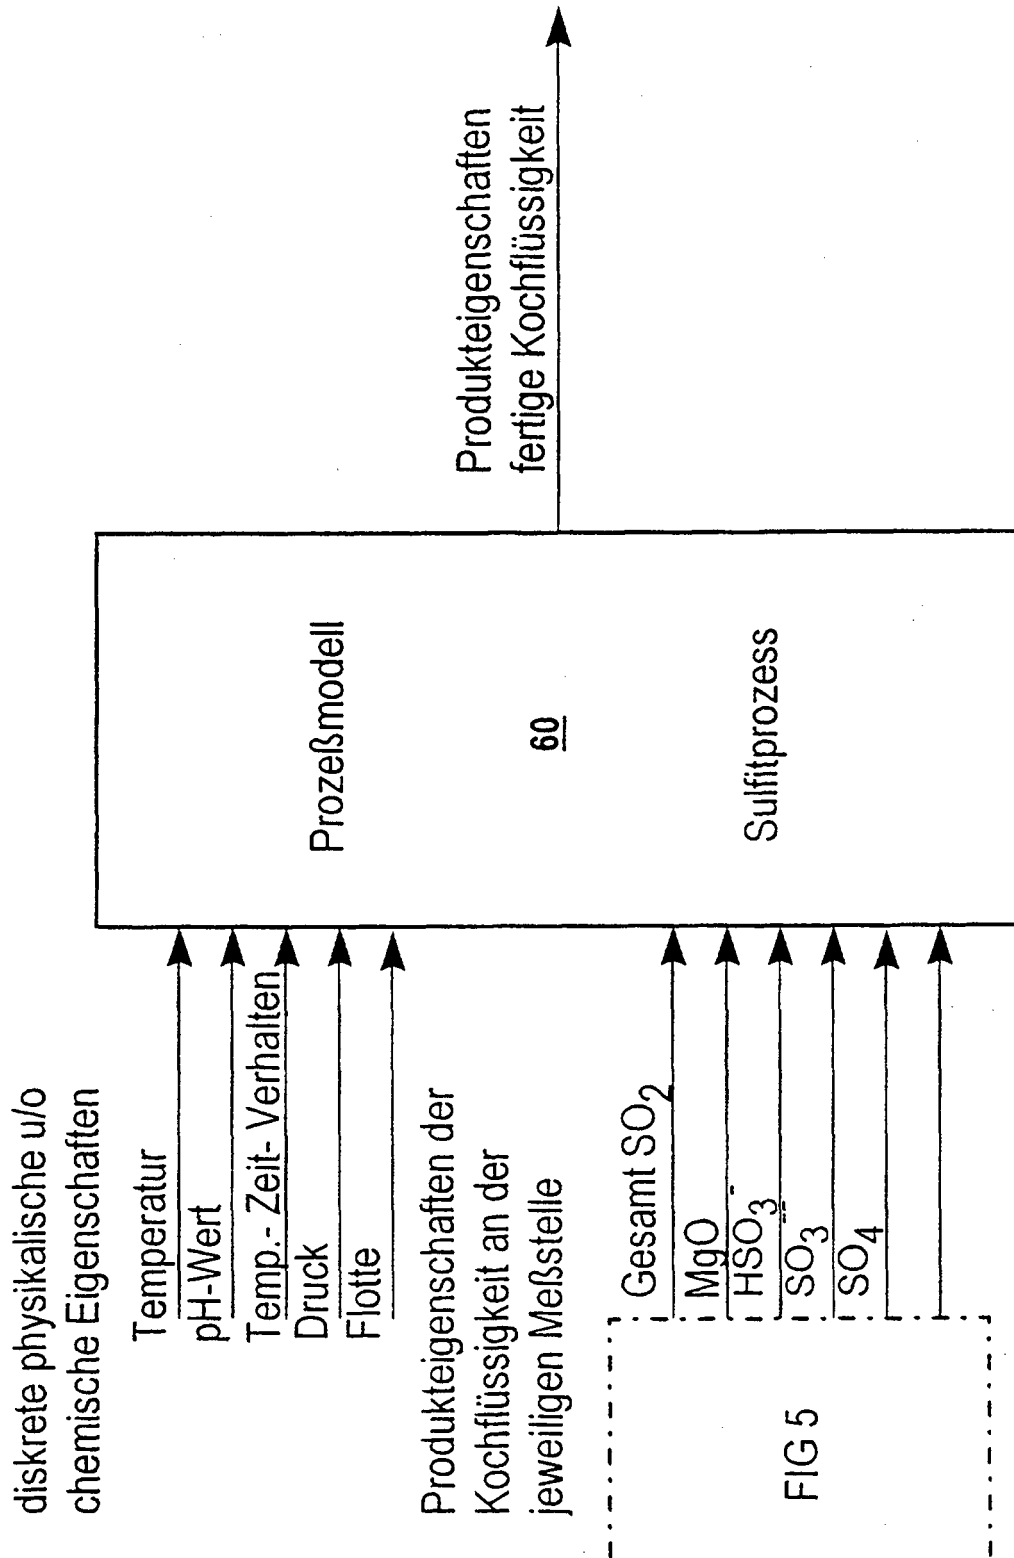 diskrete physikalische u/o
chemische Eigenschaften
Temperatur
pH-Wert
Temp.- Zeit- Verhalten
Druck
Flotte
Produkteigenschaften der
Kochflüssigkeit an der
jeweiligen Meßstelle
Gesamt SO₂
MgO
HSO₃⁻
SO₃⁻⁻
SO₄
FIG 5
Prozeßmodell
60
Sulfitprozess
Produkteigenschaften
fertige Kochflüssigkeit